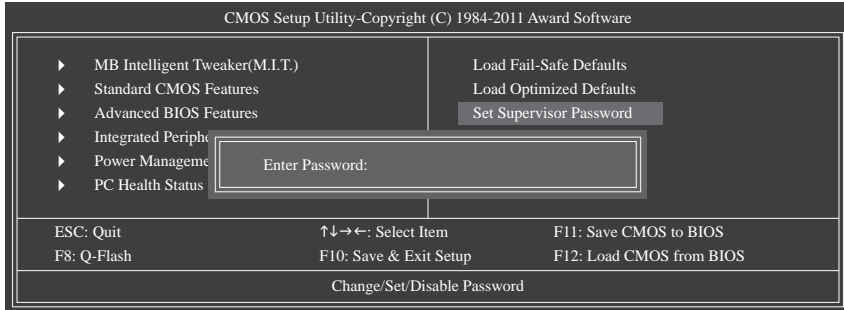 CMOS Setup Utility-Copyright (C) 1984-2011 Award Software
MB Intelligent Tweaker(M.I.T.)
Standard CMOS Features
Advanced BIOS Features
Integrated Periphe
Power Manageme
PC Health Status
Load Fail-Safe Defaults
Load Optimized Defaults
Set Supervisor Password
Enter Password:
ESC: Quit
↑↓→←: Select Item
F11: Save CMOS to BIOS
F8: Q-Flash
F10: Save & Exit Setup
F12: Load CMOS from BIOS
Change/Set/Disable Password